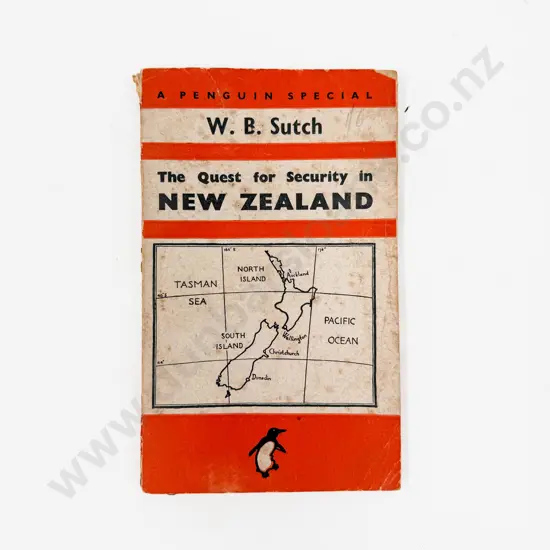 A PENGUIN SPECIAL
W. B. Sutch
The Quest for Security in
NEW ZEALAND
TASMAN
SEA
NORTH
ISLAND
Auckland
SOUTH
ISLAND
Wellington
PACIFIC
OCEAN
Christchurch
Dunedin